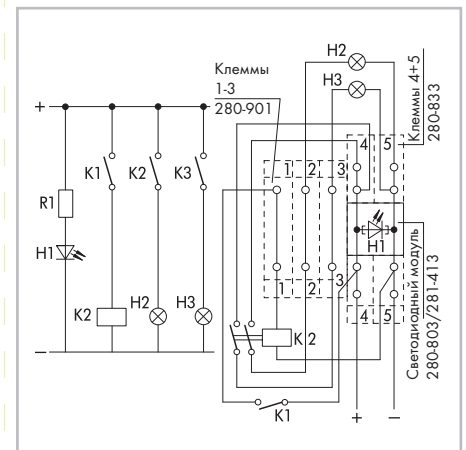 H2
Клеммы
1-3
280-901
H3
Клеммы 4+5
280-833
+
K1
K2
K3
1
2
3
4
5
R1
H1
H1
Светодиодный модуль
280-803/281-413
K2
H2
H3
1
2
3
K 2
4
5
−
K1
+
−